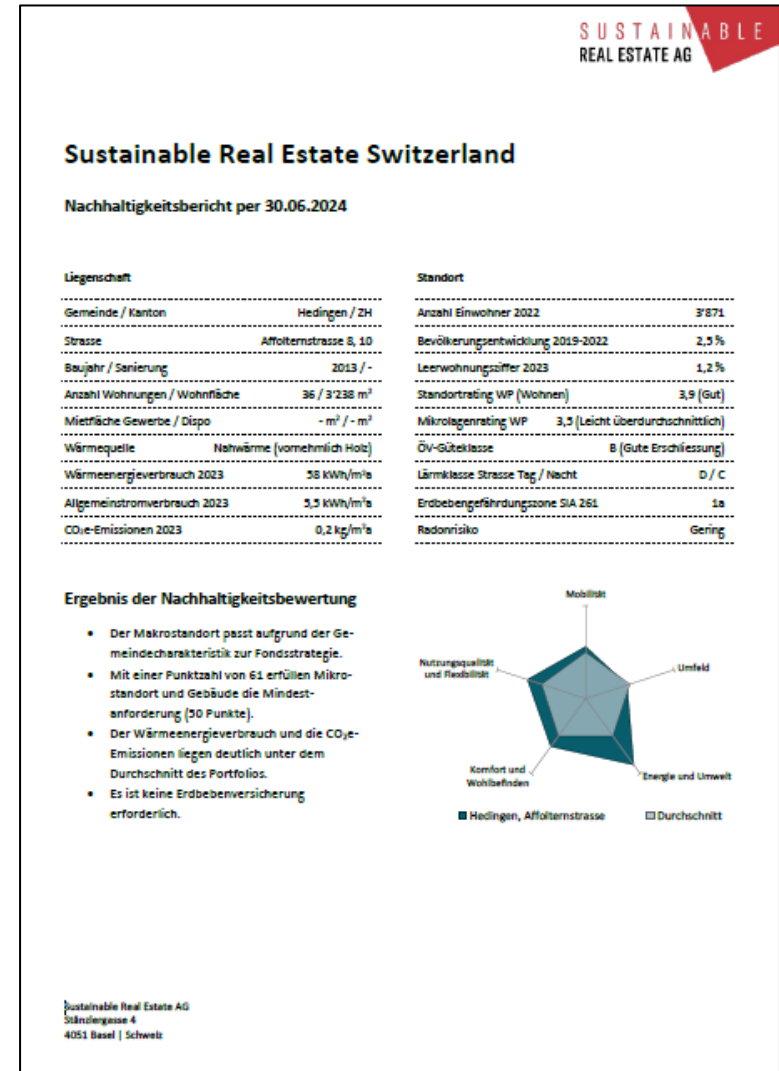 SUSTAINABLE
REAL ESTATE AG
Sustainable Real Estate Switzerland
Nachhaltigkeitsbericht per 30.06.2024
Liegenschaft
Gemeinde / Kanton Hedingen / ZH
Strasse Affolternstrasse 8, 10
Baujahr / Sanierung 2013 / -
Anzahl Wohnungen / Wohnfläche 36 / 3'238 m²
Mietfläche Gewerbe / Dispo - m² / - m²
Wärmequelle Nahwärme (vornehmlich Holz)
Wärmeenergieverbrauch 2023 58 kWh/m²a
Allgemeinstromverbrauch 2023 5,5 kWh/m²a
CO₂e-Emissionen 2023 0,2 kg/m²a
Standort
Anzahl Einwohner 2022 3'871
Bevölkerungsentwicklung 2019-2022 2,5 %
Leerwohnungsziffer 2023 1,2 %
Standortrating WP (Wohnen) 3,9 (Gut)
Mikrolagenrating WP 3,5 (Leicht überdurchschnittlich)
ÖV-Güteklasse B (Gute Erschliessung)
Lärmklasse Strasse Tag / Nacht D / C
Erdbebengefährdungszone SIA 261 1a
Radonrisiko Gering
Ergebnis der Nachhaltigkeitsbewertung
• Der Makrostandort passt aufgrund der Ge-
meindecharakteristik zur Fondsstrategie.
• Mit einer Punktzahl von 61 erfüllen Mikro-
standort und Gebäude die Mindest-
anforderung (50 Punkte).
• Der Wärmeenergieverbrauch und die CO₂e-
Emissionen liegen deutlich unter dem
Durchschnitt des Portfolios.
• Es ist keine Erdbebenversicherung
erforderlich.
Mobilität
Umfeld
Energie und Umwelt
Komfort und
Wohlbefinden
Nutzungsqualität
und Flexibilität
Hedingen, Affolternstrasse Durchschnitt
Sustainable Real Estate AG
Stänzlergasse 4
4051 Basel | Schweiz